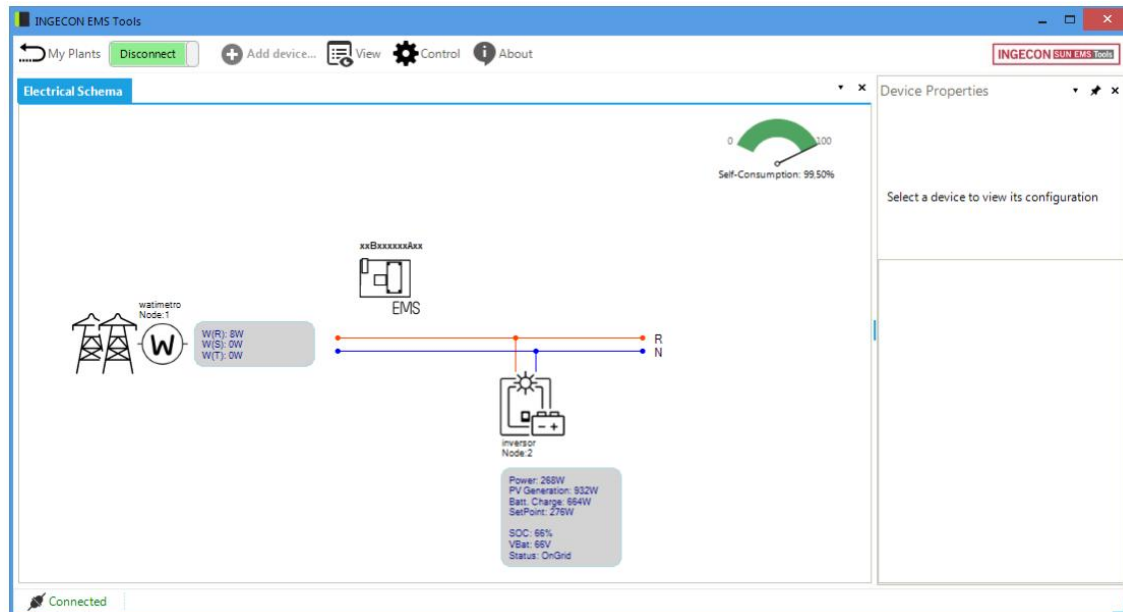 INGECON EMS Tools
My Plants Disconnect Add device... View Control About
INGECON SUN EMS Tools
Electrical Schema
Device Properties
0 100
Self-Consumption: 99,50%
Select a device to view its configuration
xxBxxxxxxAxx
EMS
watimetro
Node:1
W
W(R): 8W
W(S): 0W
W(T): 0W
R
N
inversor
Node:2
Power: 268W
PV Generation: 932W
Batt. Charge: 664W
SetPoint: 276W
SOC: 66%
VBat: 66V
Status: OnGrid
Connected